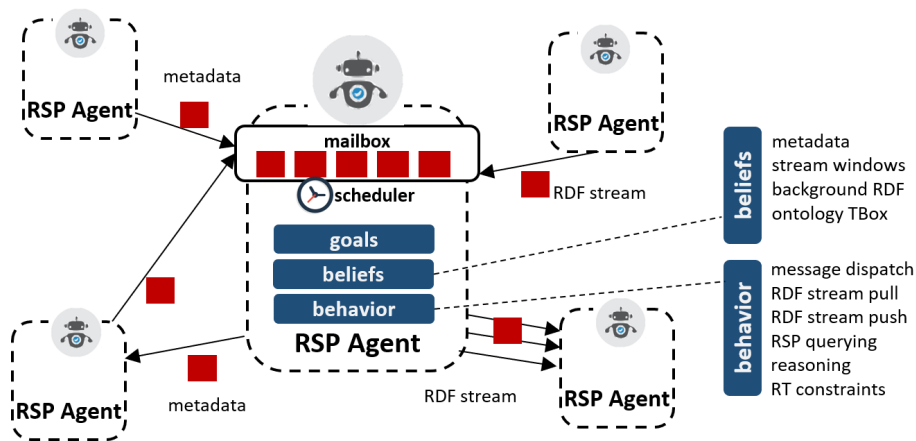 metadata
RSP Agent
RSP Agent
mailbox
RDF stream
scheduler
goals
beliefs
behavior
RSP Agent
beliefs
metadata
stream windows
background RDF
ontology TBox
behavior
message dispatch
RDF stream pull
RDF stream push
RSP querying
reasoning
RT constraints
RSP Agent
metadata
RDF stream
RSP Agent